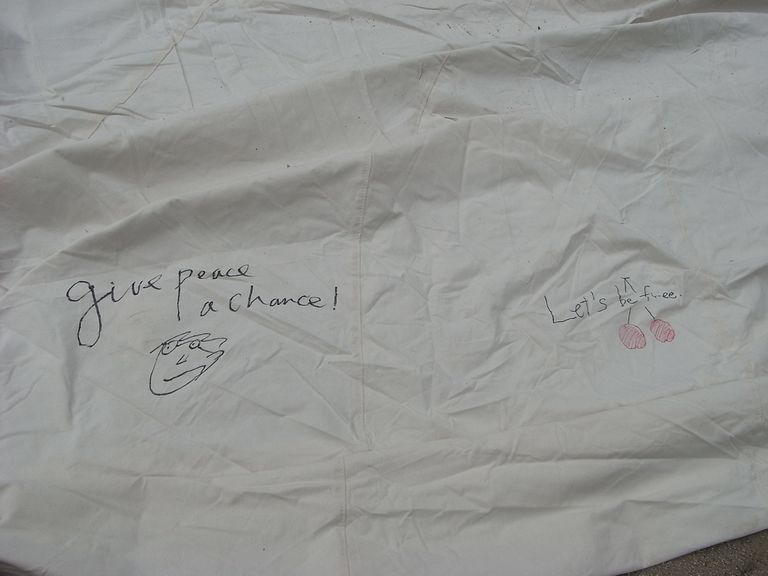 give peace
a chance!
Let's be free.